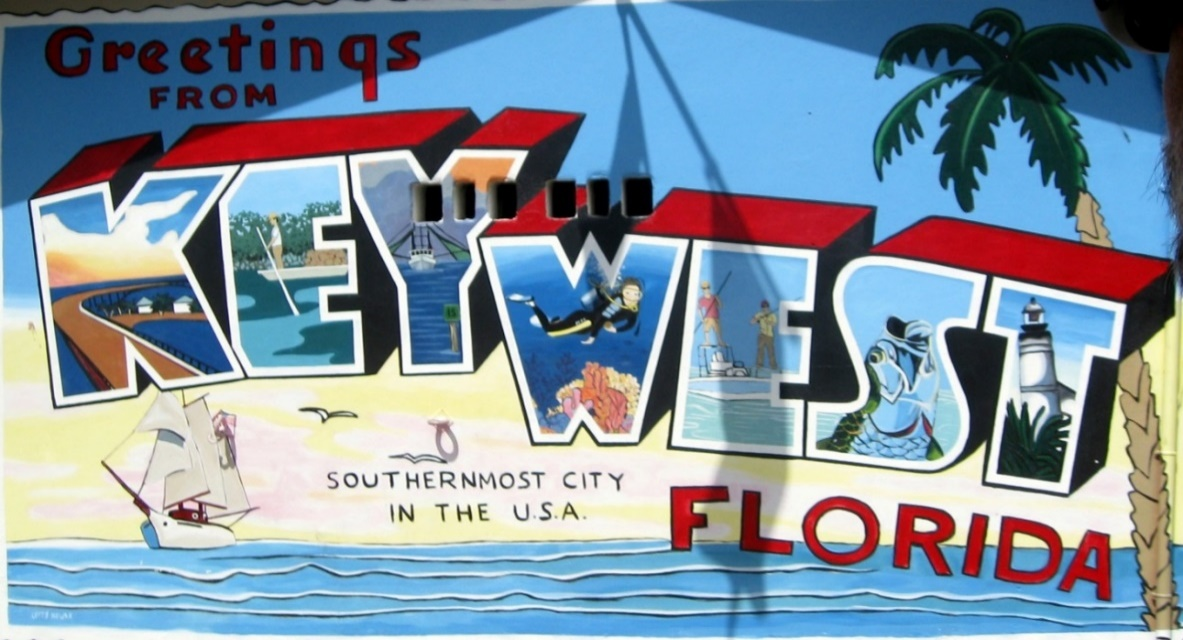 Greetings
FROM
KEY WEST
SOUTHERNMOST CITY
IN THE U.S.A.
FLORIDA